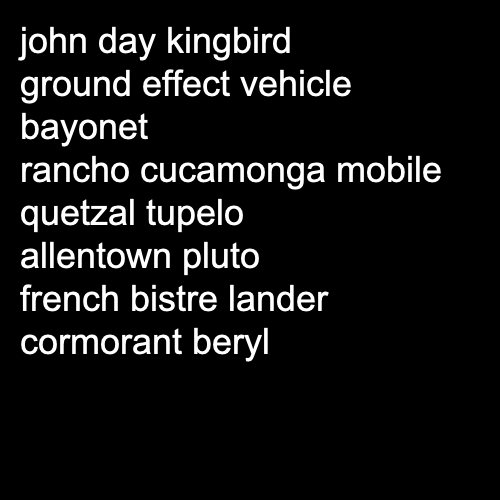 john day kingbird
ground effect vehicle
bayonet
rancho cucamonga mobile
quetzal tupelo
allentown pluto
french bistre lander
cormorant beryl